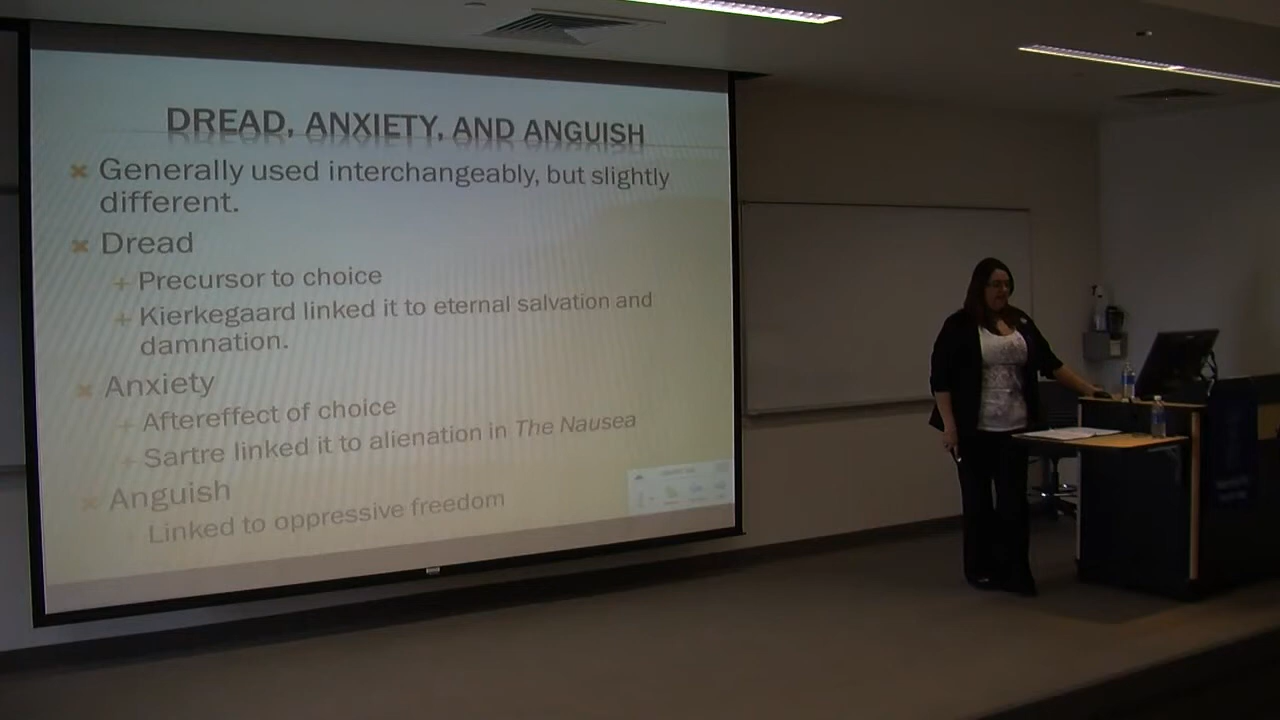 DREAD, ANXIETY, AND ANGUISH
Generally used interchangeably, but slightly
different.
Dread
Precursor to choice
Kierkegaard linked it to eternal salvation and
damnation.
Anxiety
Aftereffect of choice
Sartre linked it to alienation in The Nausea
Anguish
Linked to oppressive freedom